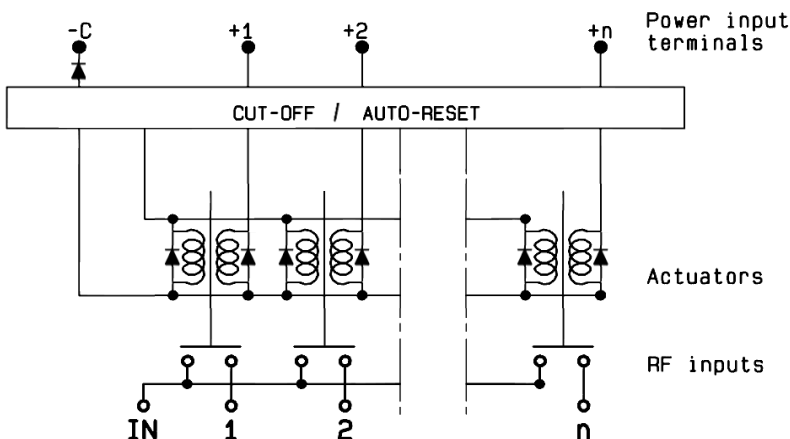 -C +1 +2 +n Power input
terminals
CUT-OFF / AUTO-RESET
Actuators
RF inputs
IN 1 2 n